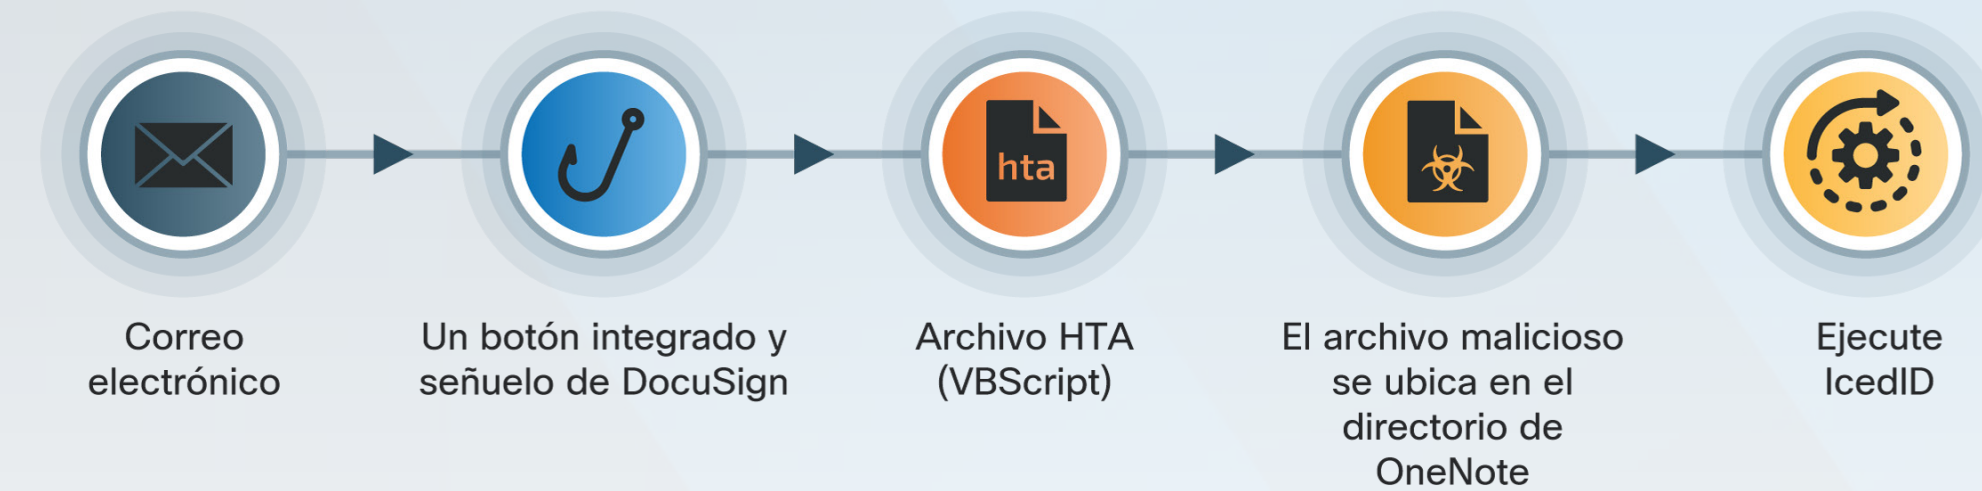 hta
Correo
electrónico
Un botón integrado y
señuelo de DocuSign
Archivo HTA
(VBScript)
El archivo malicioso
se ubica en el
directorio de
OneNote
Ejecute
IcedID